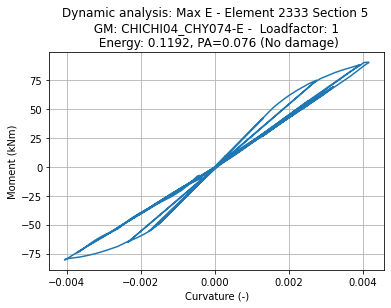 Dynamic analysis: Max E - Element 2333 Section 5
GM: CHICHI04_CHY074-E -  Loadfactor: 1
Energy: 0.1192, PA=0.076 (No damage)
75
50
25
0
−25
−50
−75
Moment (kNm)
−0.004
−0.002
0.000
0.002
0.004
Curvature (-)